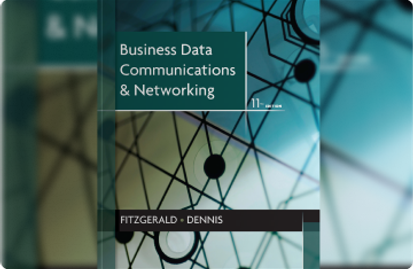 Business Data
Communications
& Networking
11TH EDITION
FITZGERALD • DENNIS
& N